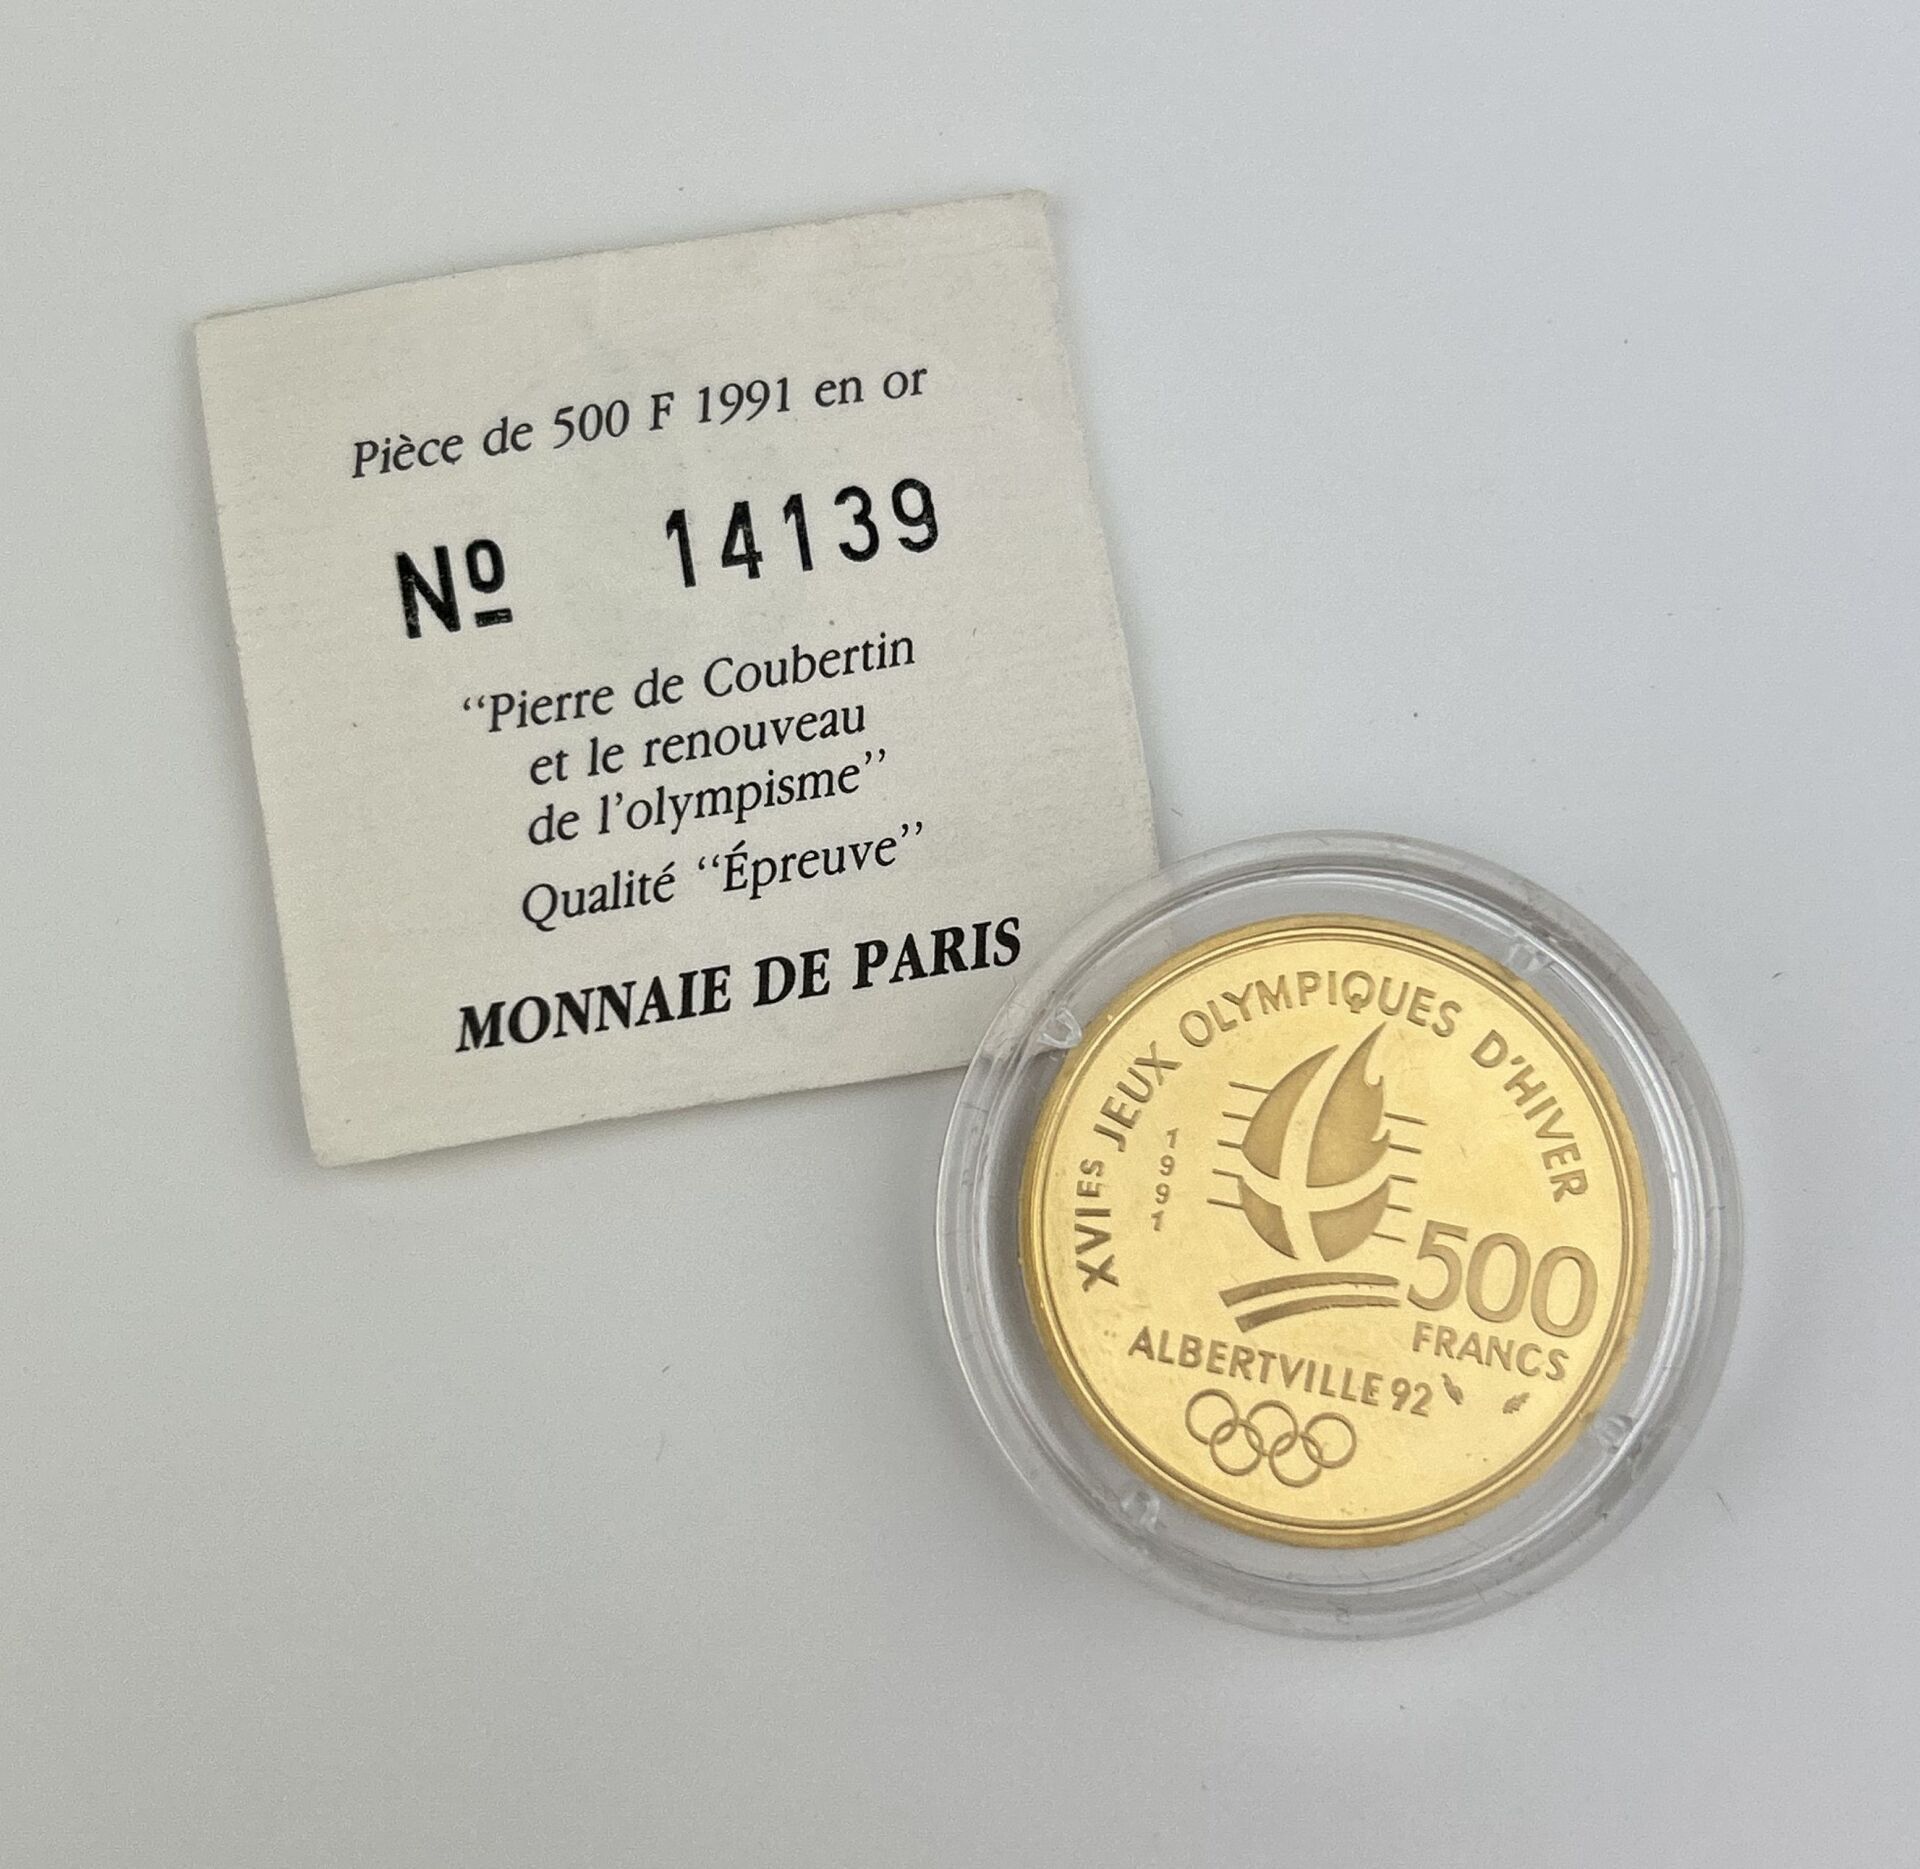 Pièce de 500 F 1991 en or
Nº 14139
“Pierre de Coubertin
et le renouveau
de l’olympisme”
Qualité “Épreuve”
MONNAIE DE PARIS
XVIES JEUX OLYMPIQUES D'HIVER
1991
500
FRANCS
ALBERTVILLE 92